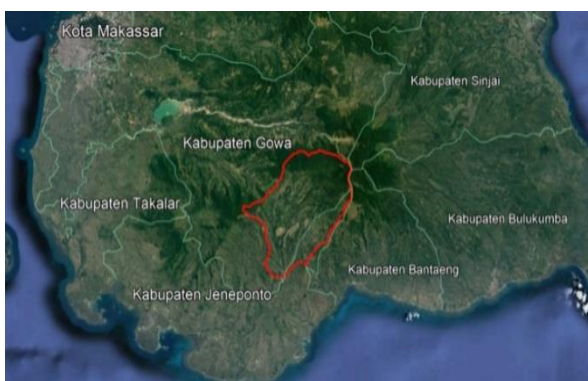 Kota Makassar
Kabupaten Sinjai
Kabupaten Gowa
Kabupaten Takalar
Kabupaten Bulukumba
Kabupaten Bantaeng
Kabupaten Jeneponto